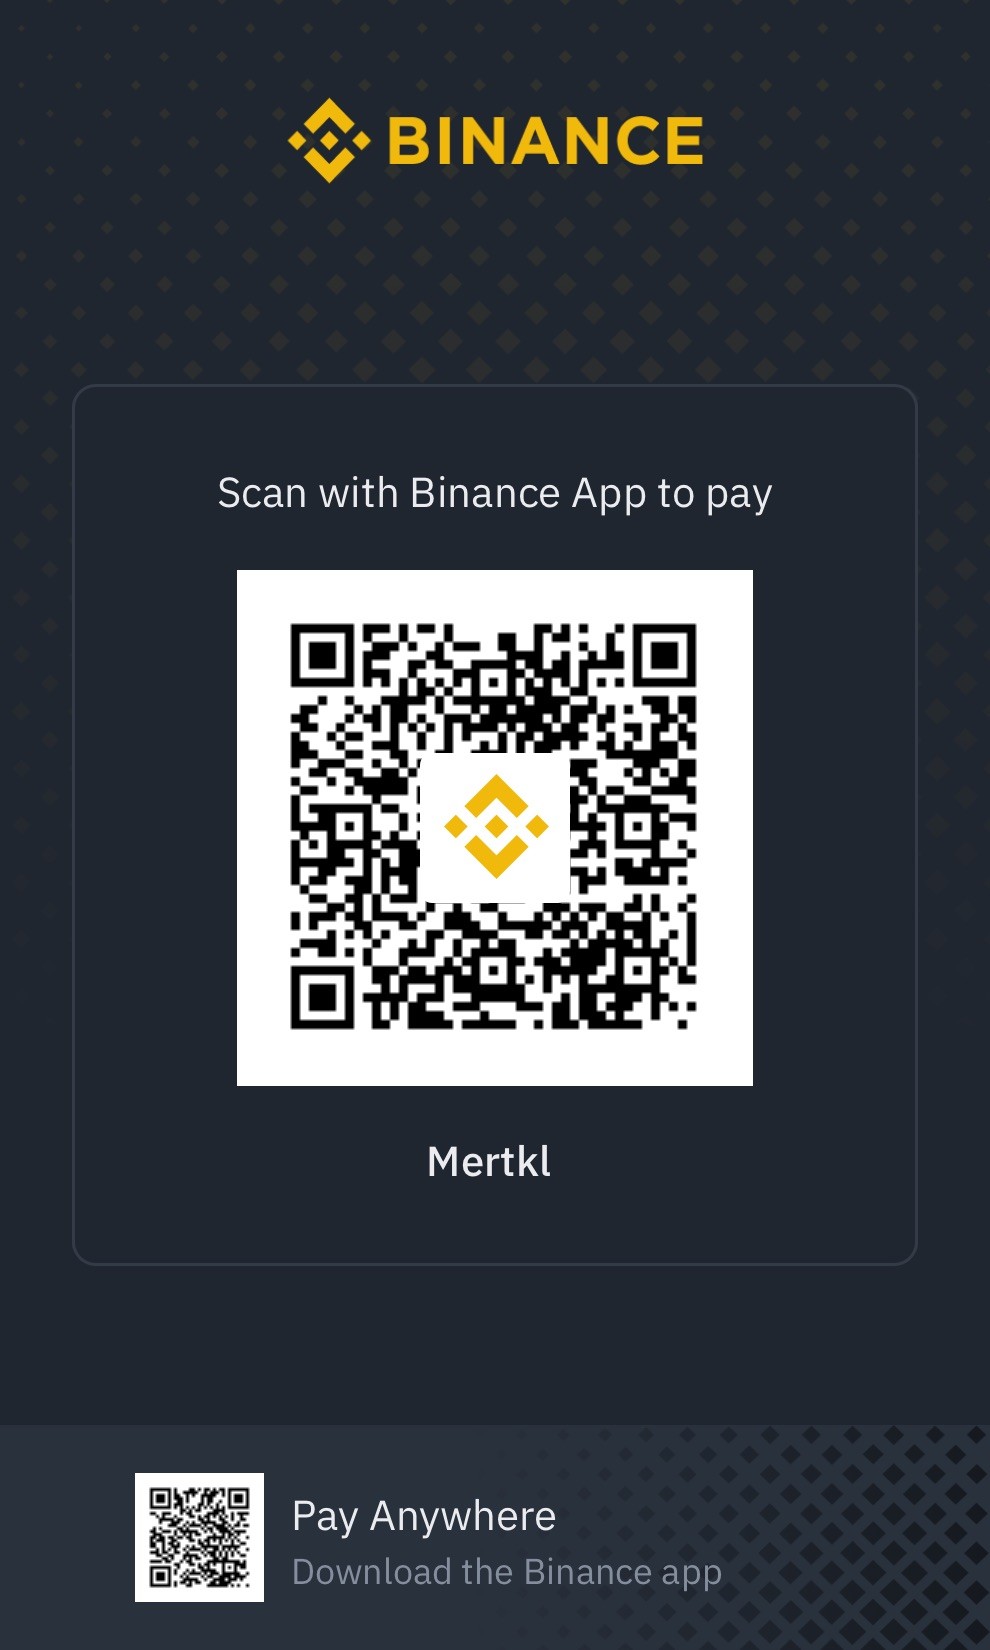 BINANCE
Scan with Binance App to pay
Mertkl
Pay Anywhere
Download the Binance app